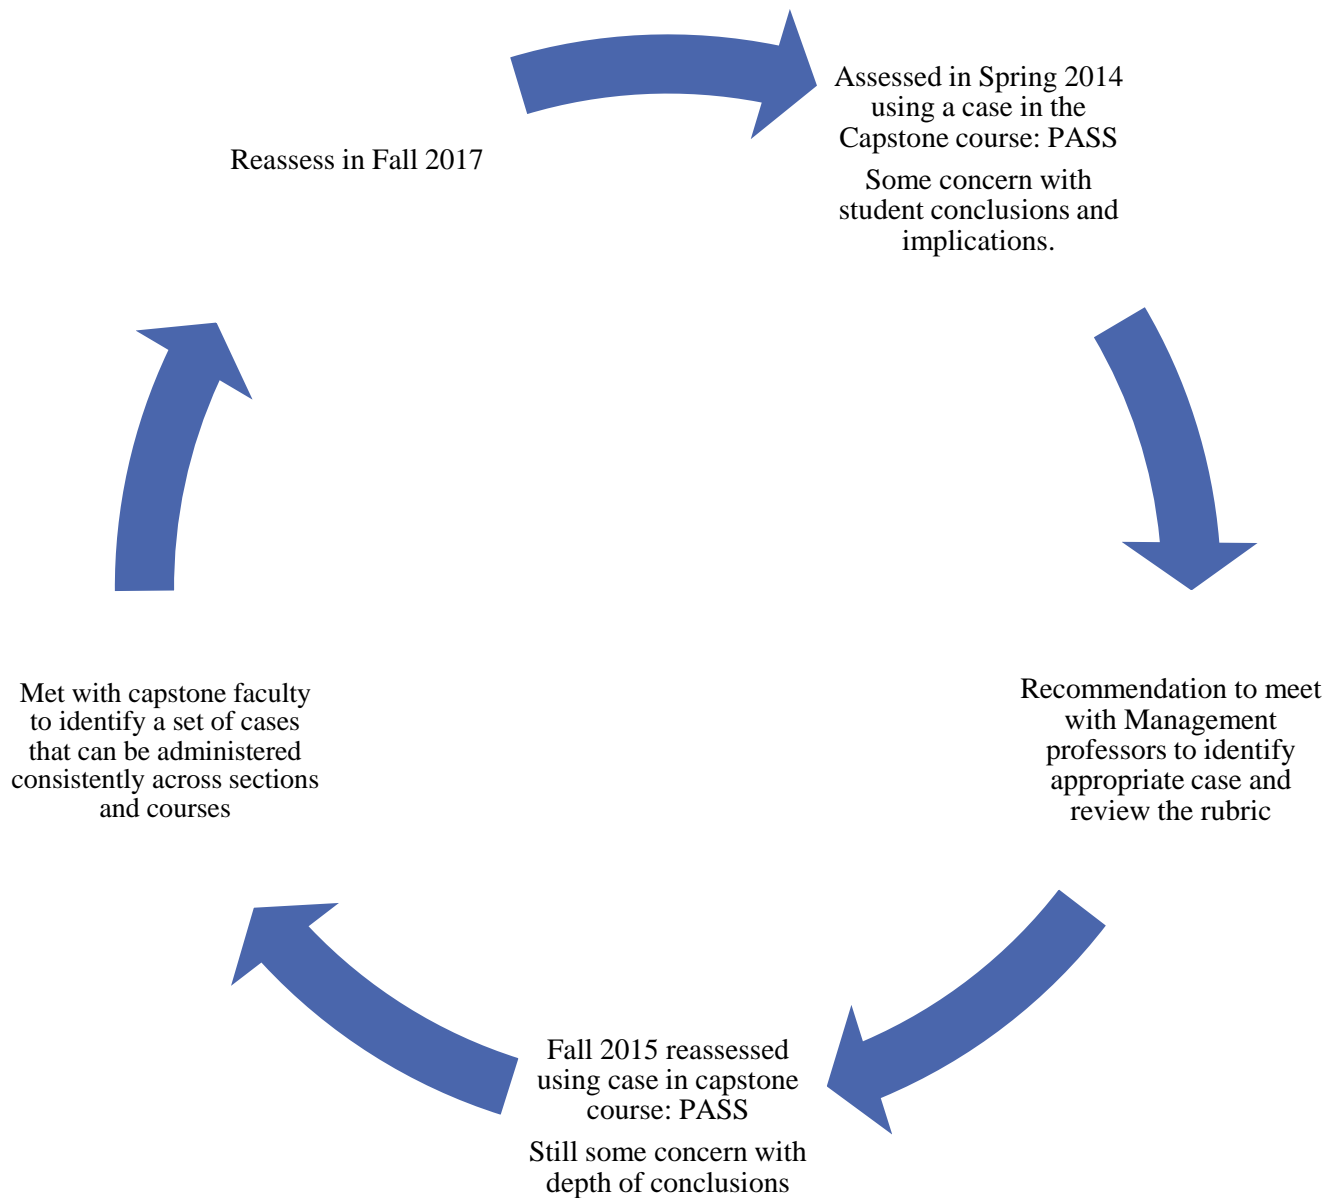 Assessed in Spring 2014
using a case in the
Capstone course: PASS
Some concern with
student conclusions and
implications.
Recommendation to meet
with Management
professors to identify
appropriate case and
review the rubric
Fall 2015 reassessed
using case in capstone
course: PASS
Still some concern with
depth of conclusions
Met with capstone faculty
to identify a set of cases
that can be administered
consistently across sections
and courses
Reassess in Fall 2017